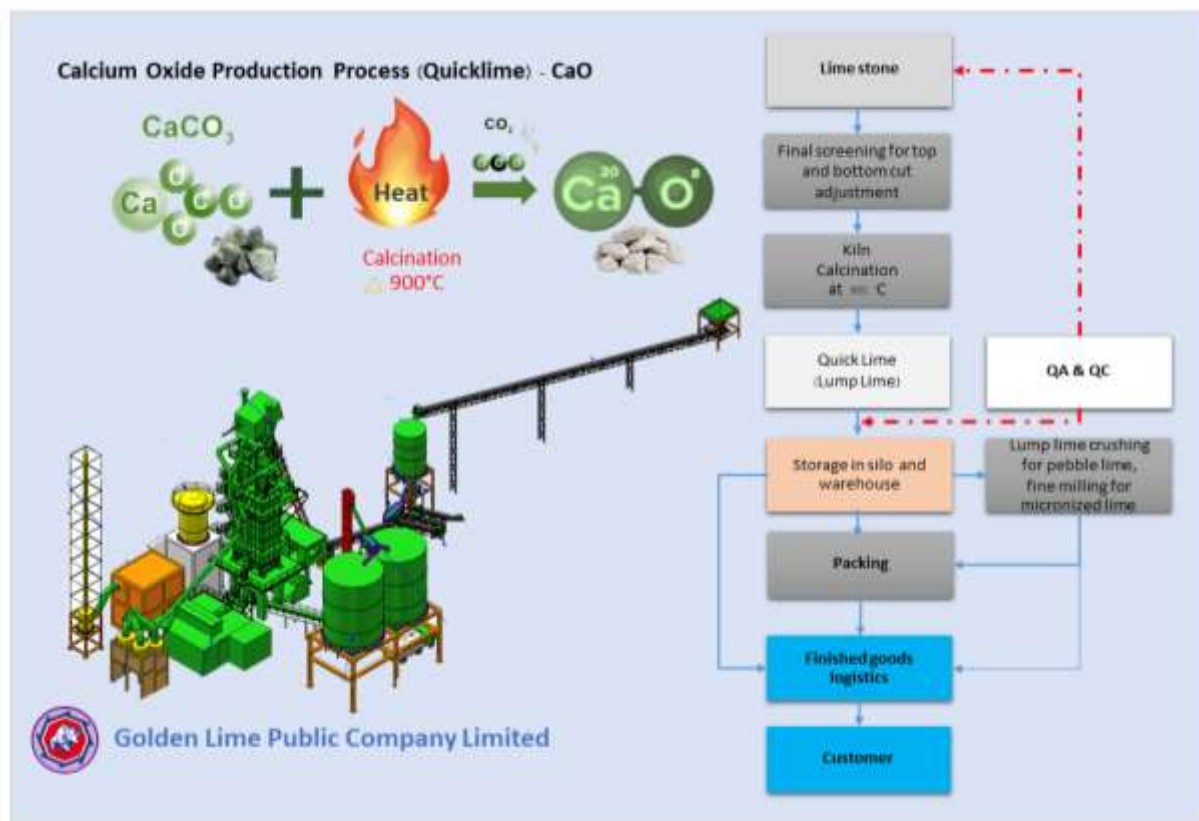 Calcium Oxide Production Process (Quicklime) - CaO
CaCO3
Ca
O
C
O
Heat
Calcination
△ 900°C
CO2
20
Ca
8
O
Golden Lime Public Company Limited
Lime stone
Final screening for top
and bottom cut
adjustment
Kiln
Calcination
at C
Quick Lime
(Lump Lime)
QA & QC
Storage in silo and
warehouse
Lump lime crushing
for pebble lime,
fine milling for
micronized lime
Packing
Finished goods
logistics
Customer